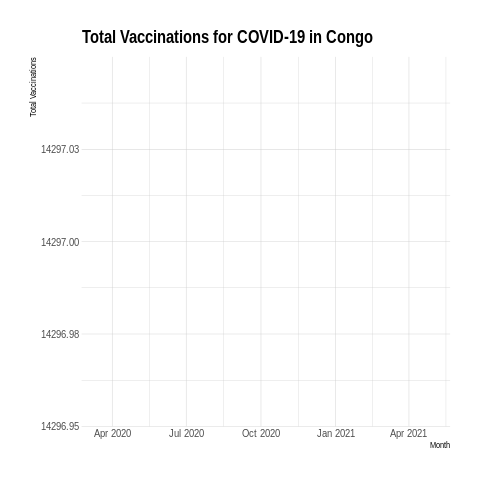 Total Vaccinations for COVID-19 in Congo
Total Vaccinations
14297.03
14297.00
14296.98
14296.95
Apr 2020 Jul 2020 Oct 2020 Jan 2021 Apr 2021
Month